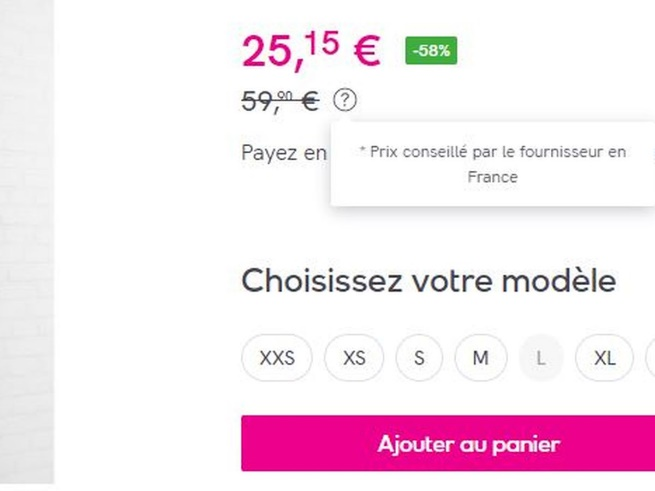 25,15 € -58%
59,90 € ?
Payez en
* Prix conseillé par le fournisseur en
France
Choisissez votre modèle
XXS XS S M L XL
Ajouter au panier